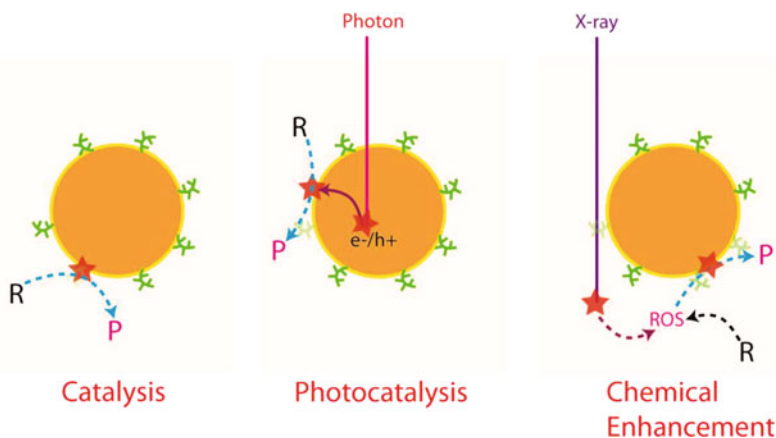 Photon
X-ray
R
P
Catalysis
R
P
e-/h+
Photocatalysis
P
ROS
R
Chemical
Enhancement